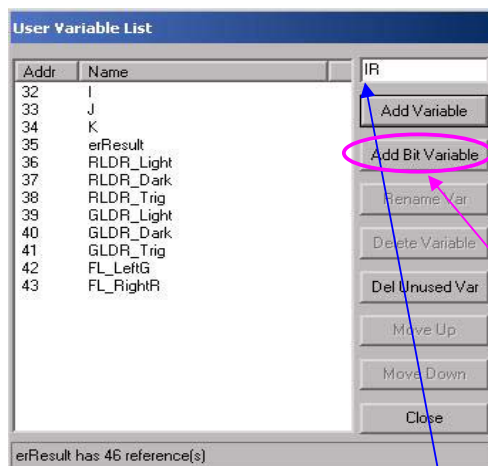 User Variable List
Addr Name
32 I
33 J
34 K
35 erResult
36 RLDR_Light
37 RLDR_Dark
38 RLDR_Trig
39 GLDR_Light
40 GLDR_Dark
41 GLDR_Trig
42 FL_LeftG
43 FL_RightR
IR
Add Variable
Add Bit Variable
Rename Var
Delete Variable
Del Unused Var
Move Up
Move Down
Close
erResult has 46 reference(s)